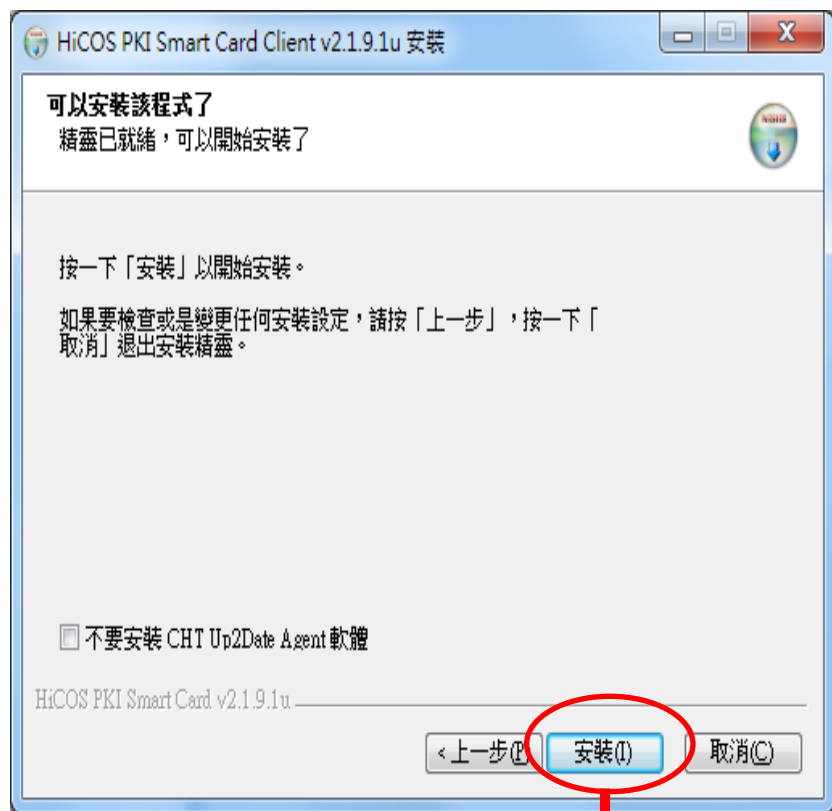 HiCOS PKI Smart Card Client v2.1.9.1u 安裝
可以安裝該程式了
精靈已就緒，可以開始安裝了
按一下「安裝」以開始安裝。
如果要檢查或是變更任何安裝設定，請按「上一步」，按一下「
取消」退出安裝精靈。
不要安裝 CHT Up2Date Agent 軟體
HiCOS PKI Smart Card v2.1.9.1u
<上一步(P) 安裝(I) 取消(C)